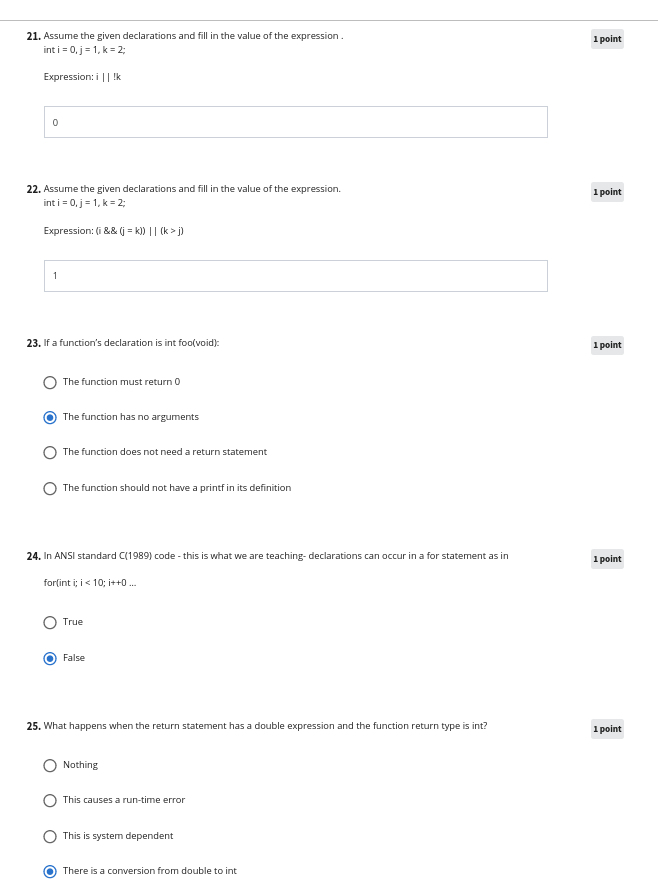 21. Assume the given declarations and fill in the value of the expression .
1 point
int i = 0, j = 1, k = 2;
Expression: i || !k
0
22. Assume the given declarations and fill in the value of the expression.
1 point
int i = 0, j = 1, k = 2;
Expression: (i && (j = k)) || (k > j)
1
23. If a function's declaration is int foo(void):
1 point
The function must return 0
The function has no arguments
The function does not need a return statement
The function should not have a printf in its definition
24. In ANSI standard C(1989) code - this is what we are teaching- declarations can occur in a for statement as in
1 point
for(int i; i < 10; i++0 ...
True
False
25. What happens when the return statement has a double expression and the function return type is int?
1 point
Nothing
This causes a run-time error
This is system dependent
There is a conversion from double to int